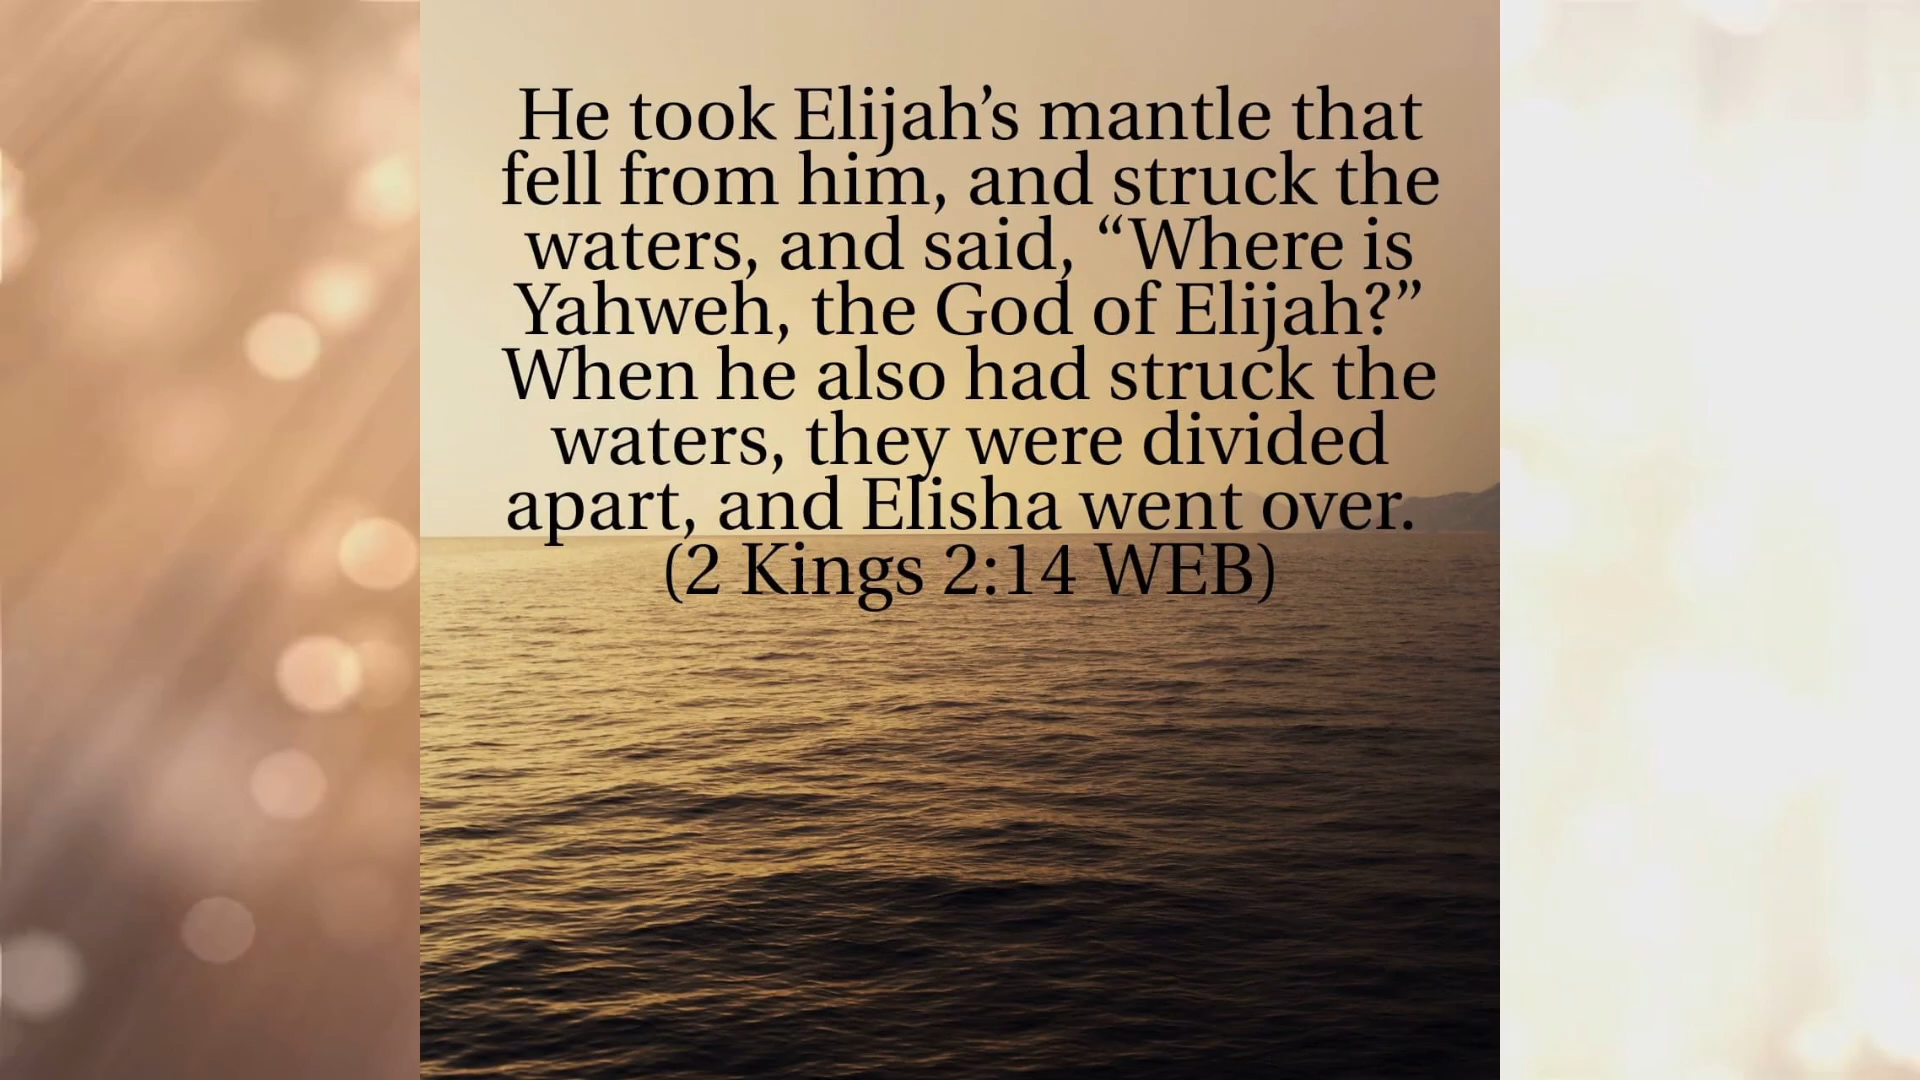 He took Elijah’s mantle that
fell from him, and struck the
waters, and said, “Where is
Yahweh, the God of Elijah?”
When he also had struck the
waters, they were divided
apart, and Elisha went over.
(2 Kings 2:14 WEB)